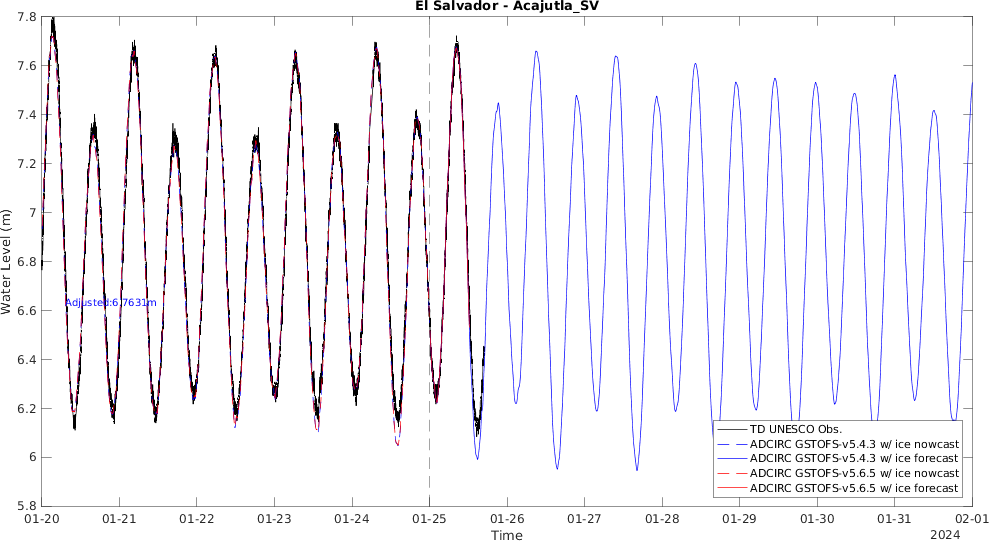 El Salvador - Acajutla_SV
7.8
7.6
7.4
7.2
7
6.8
6.6
6.4
6.2
6
5.8
Water Level (m)
Adjusted:6.7631m
TD UNESCO Obs.
ADCIRC GSTOFS-v5.4.3 w/ ice nowcast
ADCIRC GSTOFS-v5.4.3 w/ ice forecast
ADCIRC GSTOFS-v5.6.5 w/ ice nowcast
ADCIRC GSTOFS-v5.6.5 w/ ice forecast
01-20 01-21 01-22 01-23 01-24 01-25 01-26 01-27 01-28 01-29 01-30 01-31 02-01
Time
2024